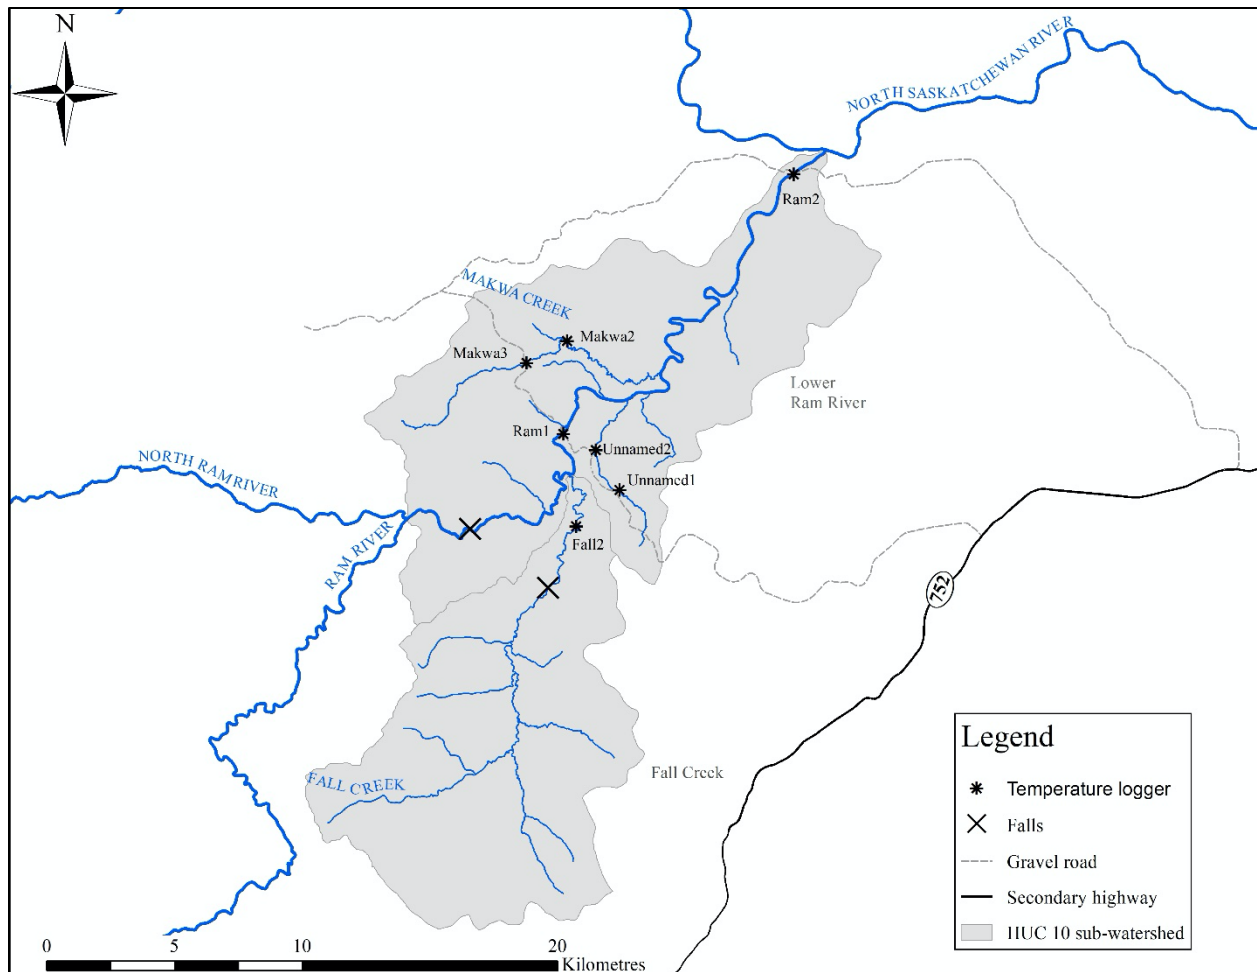 N
NORTH SASKATCHEWAN RIVER
Ram2
MAKWA CREEK
Makwa2
Makwa3
Lower
Ram River
Ram1
Unnamed2
NORTH RAM RIVER
Unnamed1
RAM RIVER
Fall2
752
Legend
Temperature logger
Falls
Gravel road
Secondary highway
HUC 10 sub-watershed
Fall Creek
FALL CREEK
0 5 10 20
Kilometres